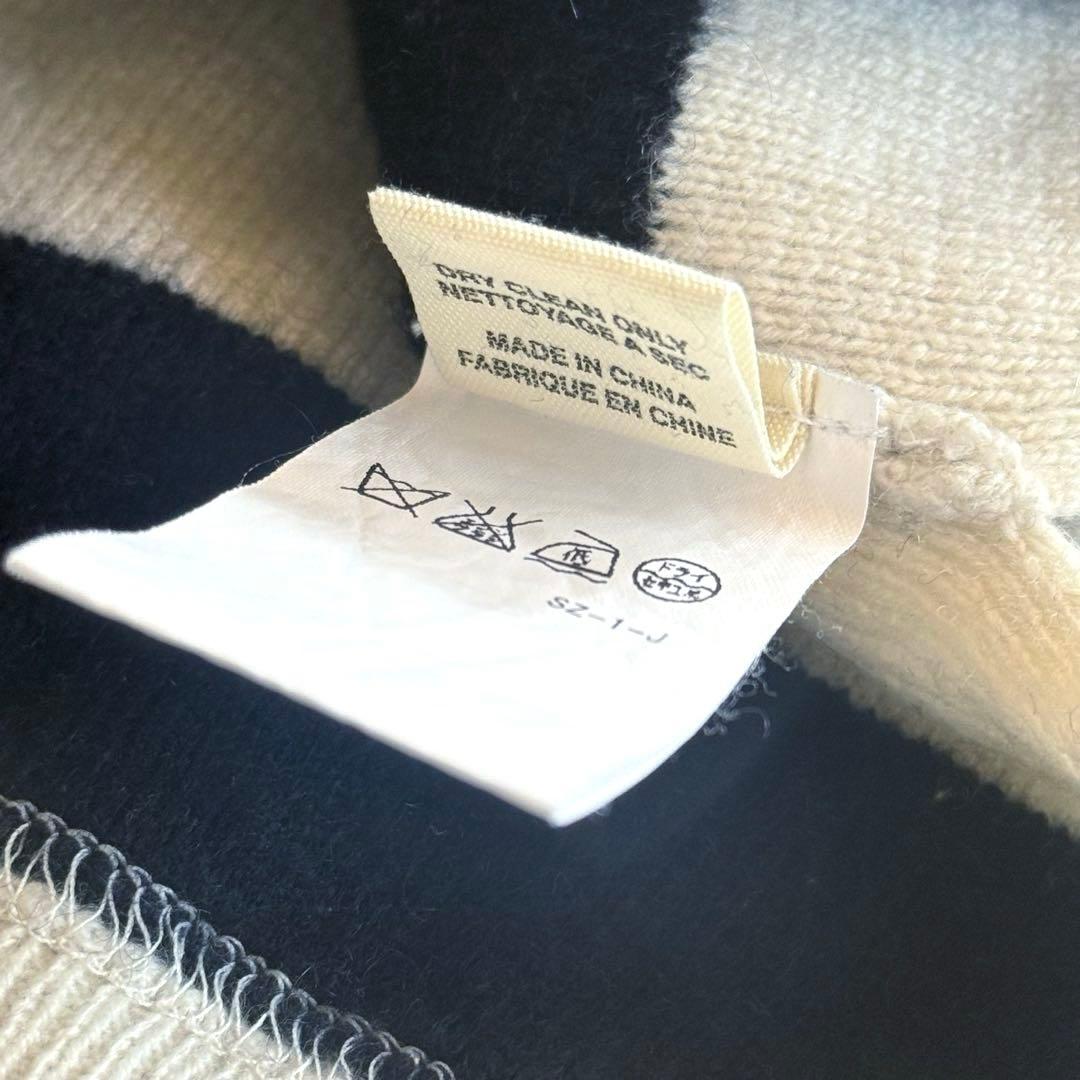 DRY CLEAN ONLY
NETTOYAGE A SEC
MADE IN CHINA
FABRIQUE EN CHINE
低
ドライ
セキユ系
SZ-1-J